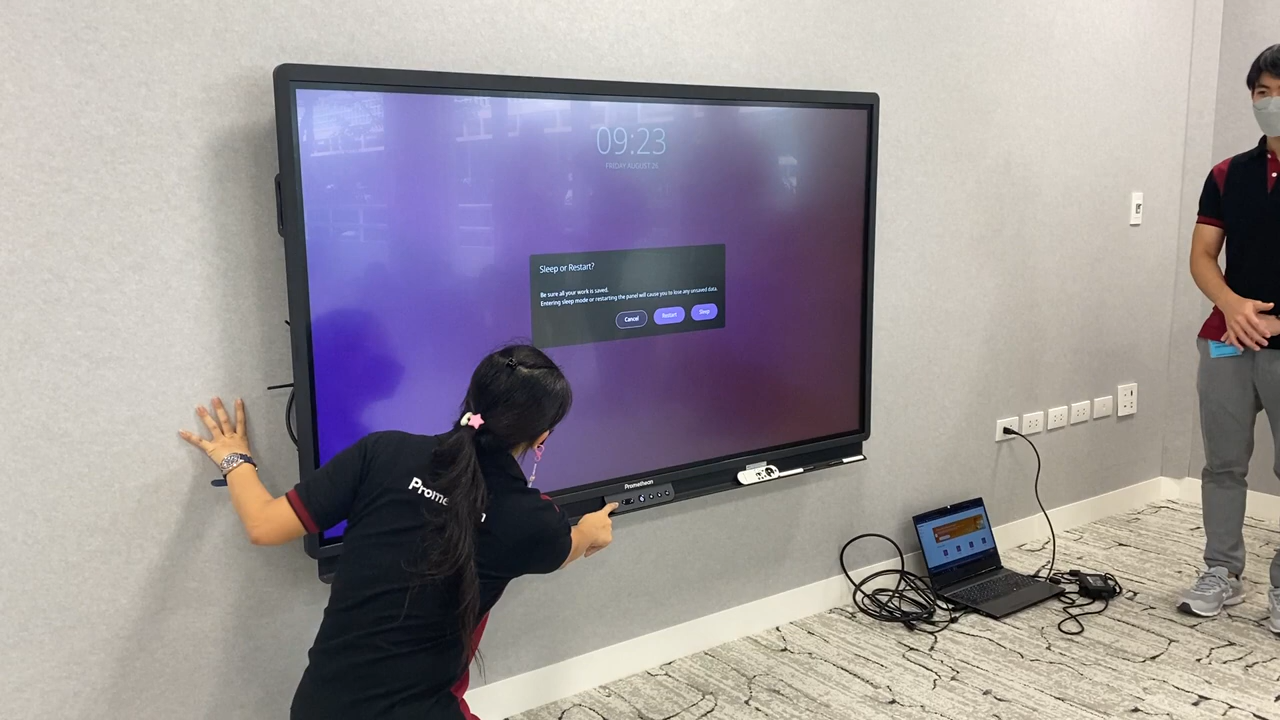 09:23
FRIDAY AUGUST 26
Sleep or Restart?
Be sure all your work is saved.
Entering sleep mode or restarting the panel will cause you to lose any unsaved data.
Cancel Restart Sleep
Promethean